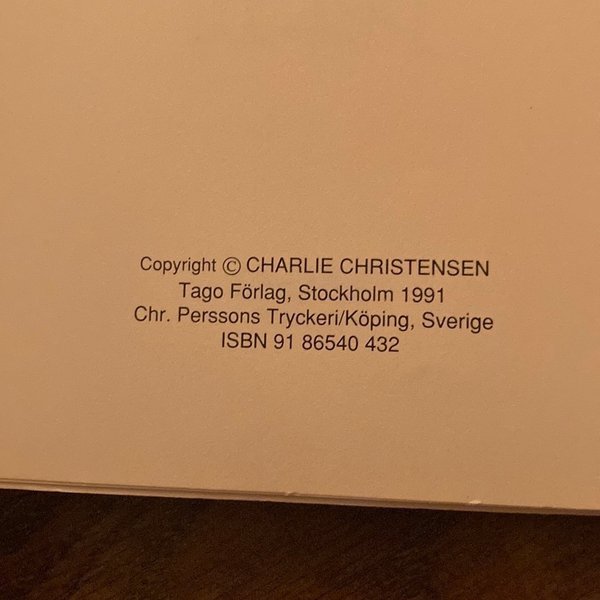 Copyright © CHARLIE CHRISTENSEN
Tago Förlag, Stockholm 1991
Chr. Perssons Tryckeri/Köping, Sverige
ISBN 91 86540 432